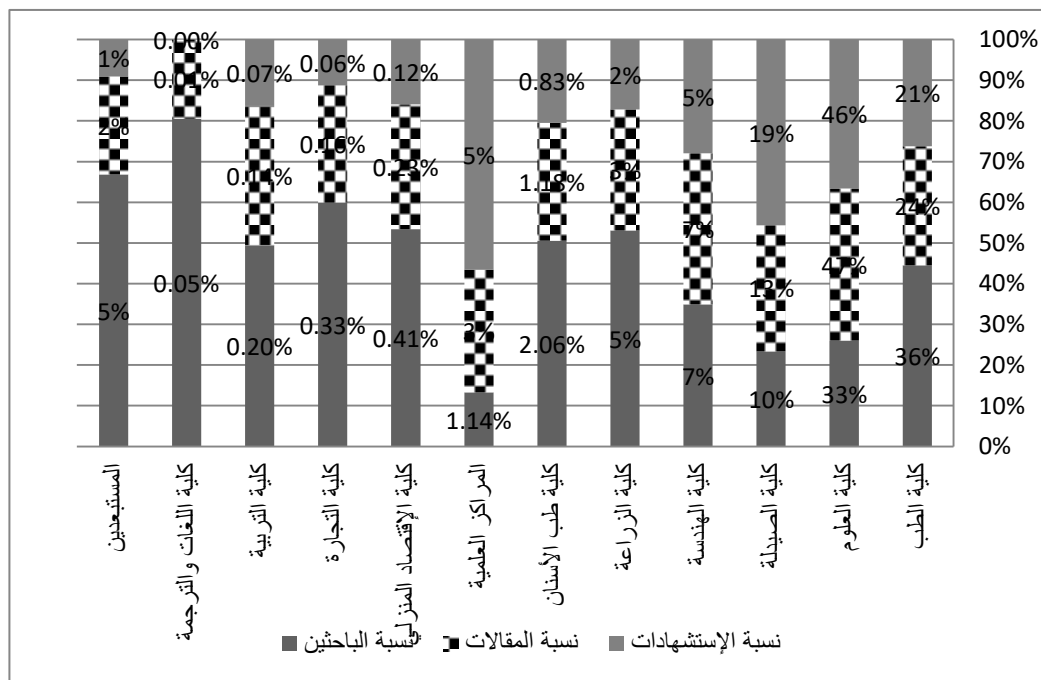 100%
90%
80%
70%
60%
50%
40%
30%
20%
10%
0%
21% 46% 19% 5% 2% 0.83% 5% 0.12% 0.06% 0.07% 0.00% 1%
24% 47% 13% 7% 3% 1.18% 3% 0.23% 0.16% 0.14% 0.01% 2%
36% 33% 10% 7% 5% 2.06% 1.14% 0.41% 0.33% 0.20% 0.05% 5%
كلية الطب
كلية العلوم
كلية الصيدلة
كلية الهندسة
كلية الزراعة
كلية طب الأسنان
المراكز العلمية
كلية الإقتصاد المنزلي
كلية التجارة
كلية التربية
كلية اللغات والترجمة
المستبعدين
نسبة الإستشهادات نسبة المقالات نسبة الباحثين